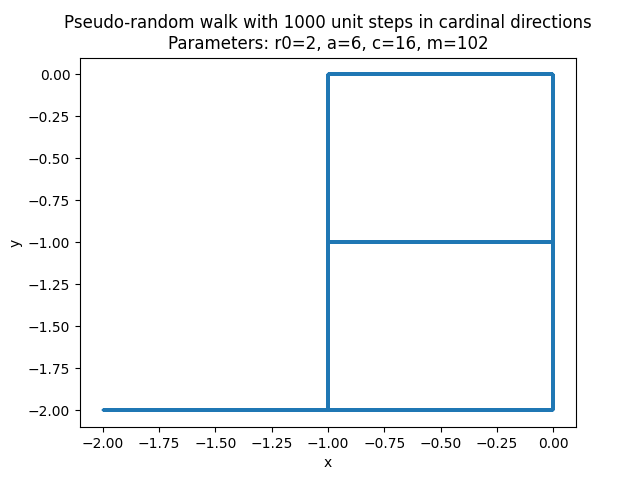 Pseudo-random walk with 1000 unit steps in cardinal directions
Parameters: r0=2, a=6, c=16, m=102
0.00
−0.25
−0.50
−0.75
−1.00
−1.25
−1.50
−1.75
−2.00
y
−2.00 −1.75 −1.50 −1.25 −1.00 −0.75 −0.50 −0.25 0.00
x